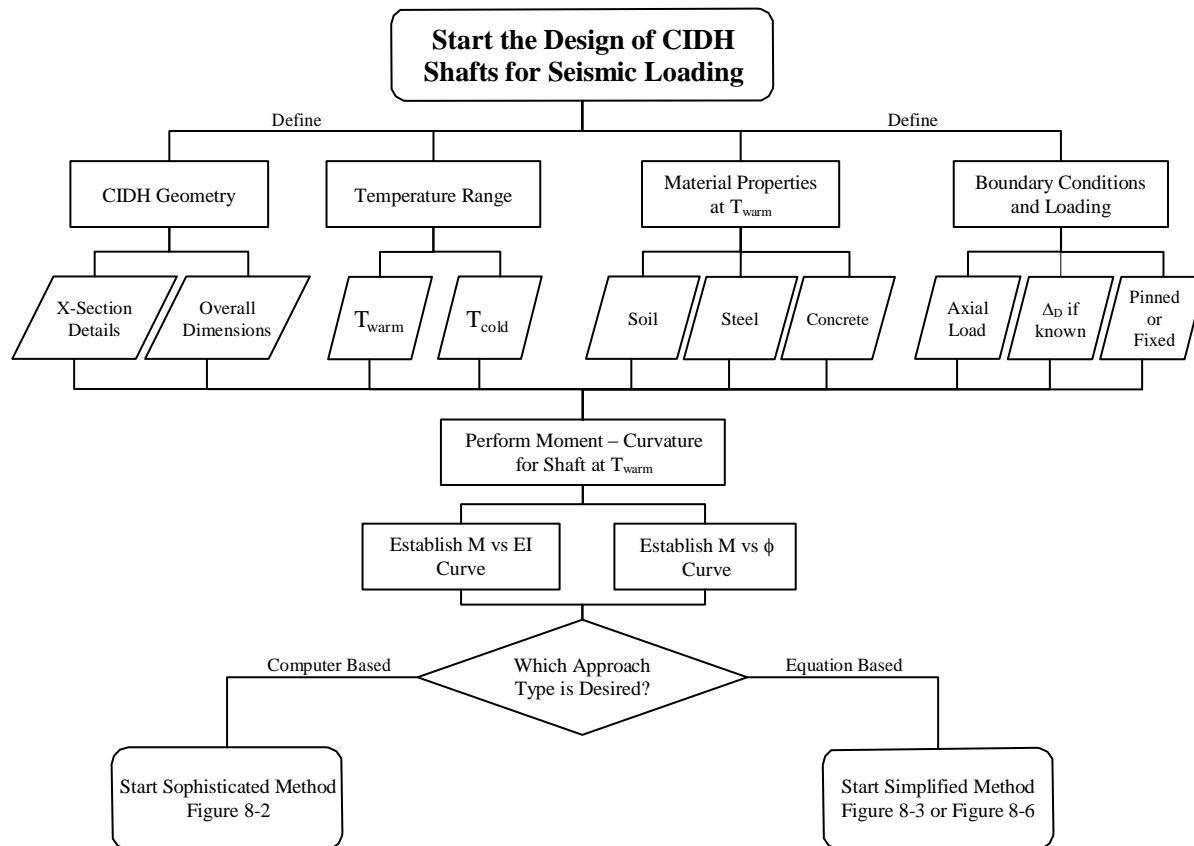 Start the Design of CIDH
Shafts for Seismic Loading
Define
Define
CIDH Geometry
Temperature Range
Material Properties
at Twarm
Boundary Conditions
and Loading
X-Section
Details
Overall
Dimensions
Twarm
Tcold
Soil
Steel
Concrete
Axial
Load
ΔD if
known
Pinned
or
Fixed
Perform Moment – Curvature
for Shaft at Twarm
Establish M vs EI
Curve
Establish M vs ϕ
Curve
Computer Based
Which Approach
Type is Desired?
Equation Based
Start Sophisticated Method
Figure 8-2
Start Simplified Method
Figure 8-3 or Figure 8-6